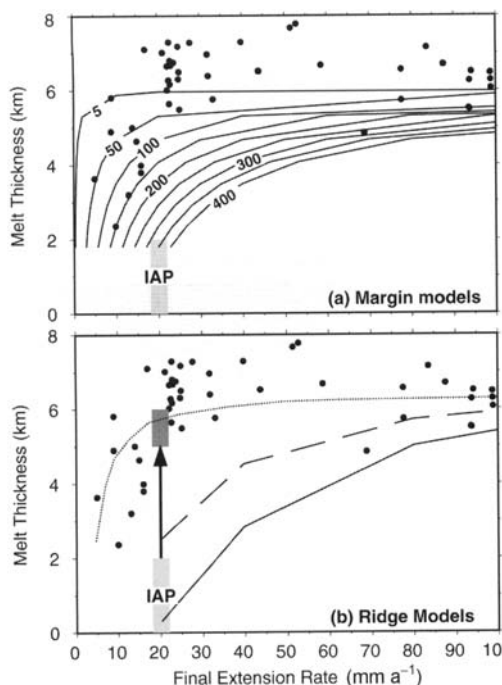 8
6
4
2
0
Melt Thickness (km)
5
50
100
200
300
400
IAP
(a) Margin models
8
6
4
2
0
Melt Thickness (km)
IAP
(b) Ridge Models
0 10 20 30 40 50 60 70 80 90 100
Final Extension Rate (mm a⁻¹)